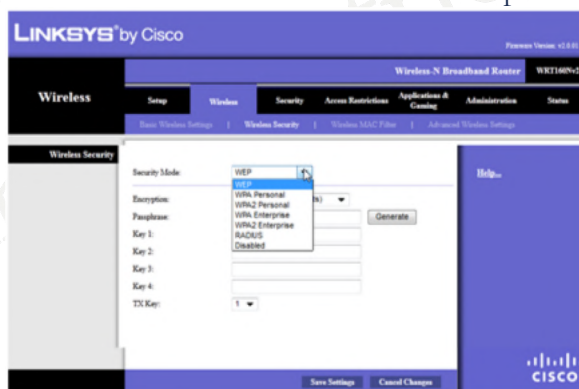 LINKSYS® by Cisco
Firmware Version: v2.0.01
Wireless-N Broadband Router WRT160Nv2
Wireless
Setup Wireless Security Access Restrictions Applications & Gaming Administration Status
Basic Wireless Settings | Wireless Security | Wireless MAC Filter | Advanced Wireless Settings
Wireless Security
Security Mode: WEP
Help...
WEP
WPA Personal
WPA2 Personal
WPA Enterprise
WPA2 Enterprise
RADIUS
Disabled
Encryption:
Passphrase: Generate
Key 1:
Key 2:
Key 3:
Key 4:
TX Key: 1
Save Settings Cancel Changes
CISCO